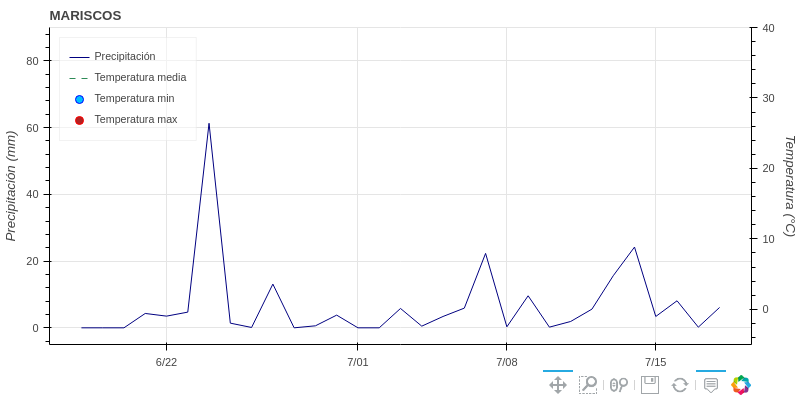 MARISCOS
Precipitación
Temperatura media
Temperatura min
Temperatura max
80
60
40
20
0
Precipitación (mm)
40
30
20
10
0
Temperatura (°C)
6/22
7/01
7/08
7/15